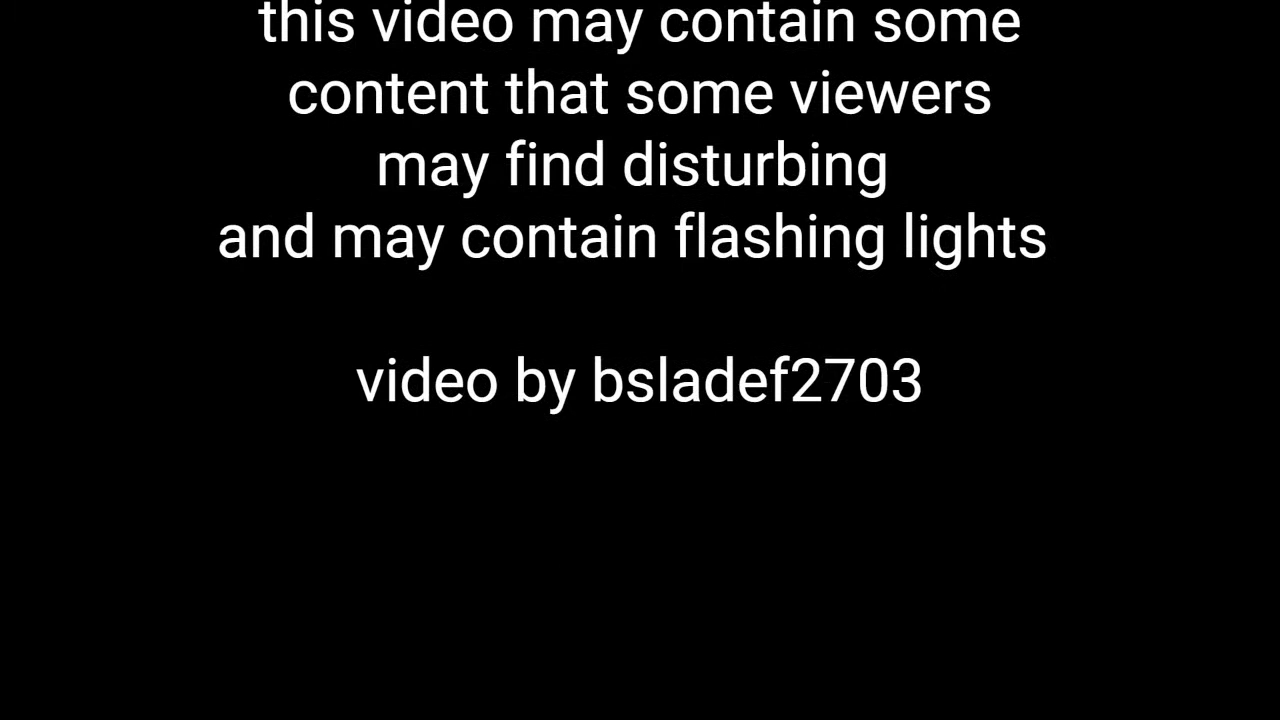 this video may contain some
content that some viewers
may find disturbing
and may contain flashing lights
video by bsladef2703